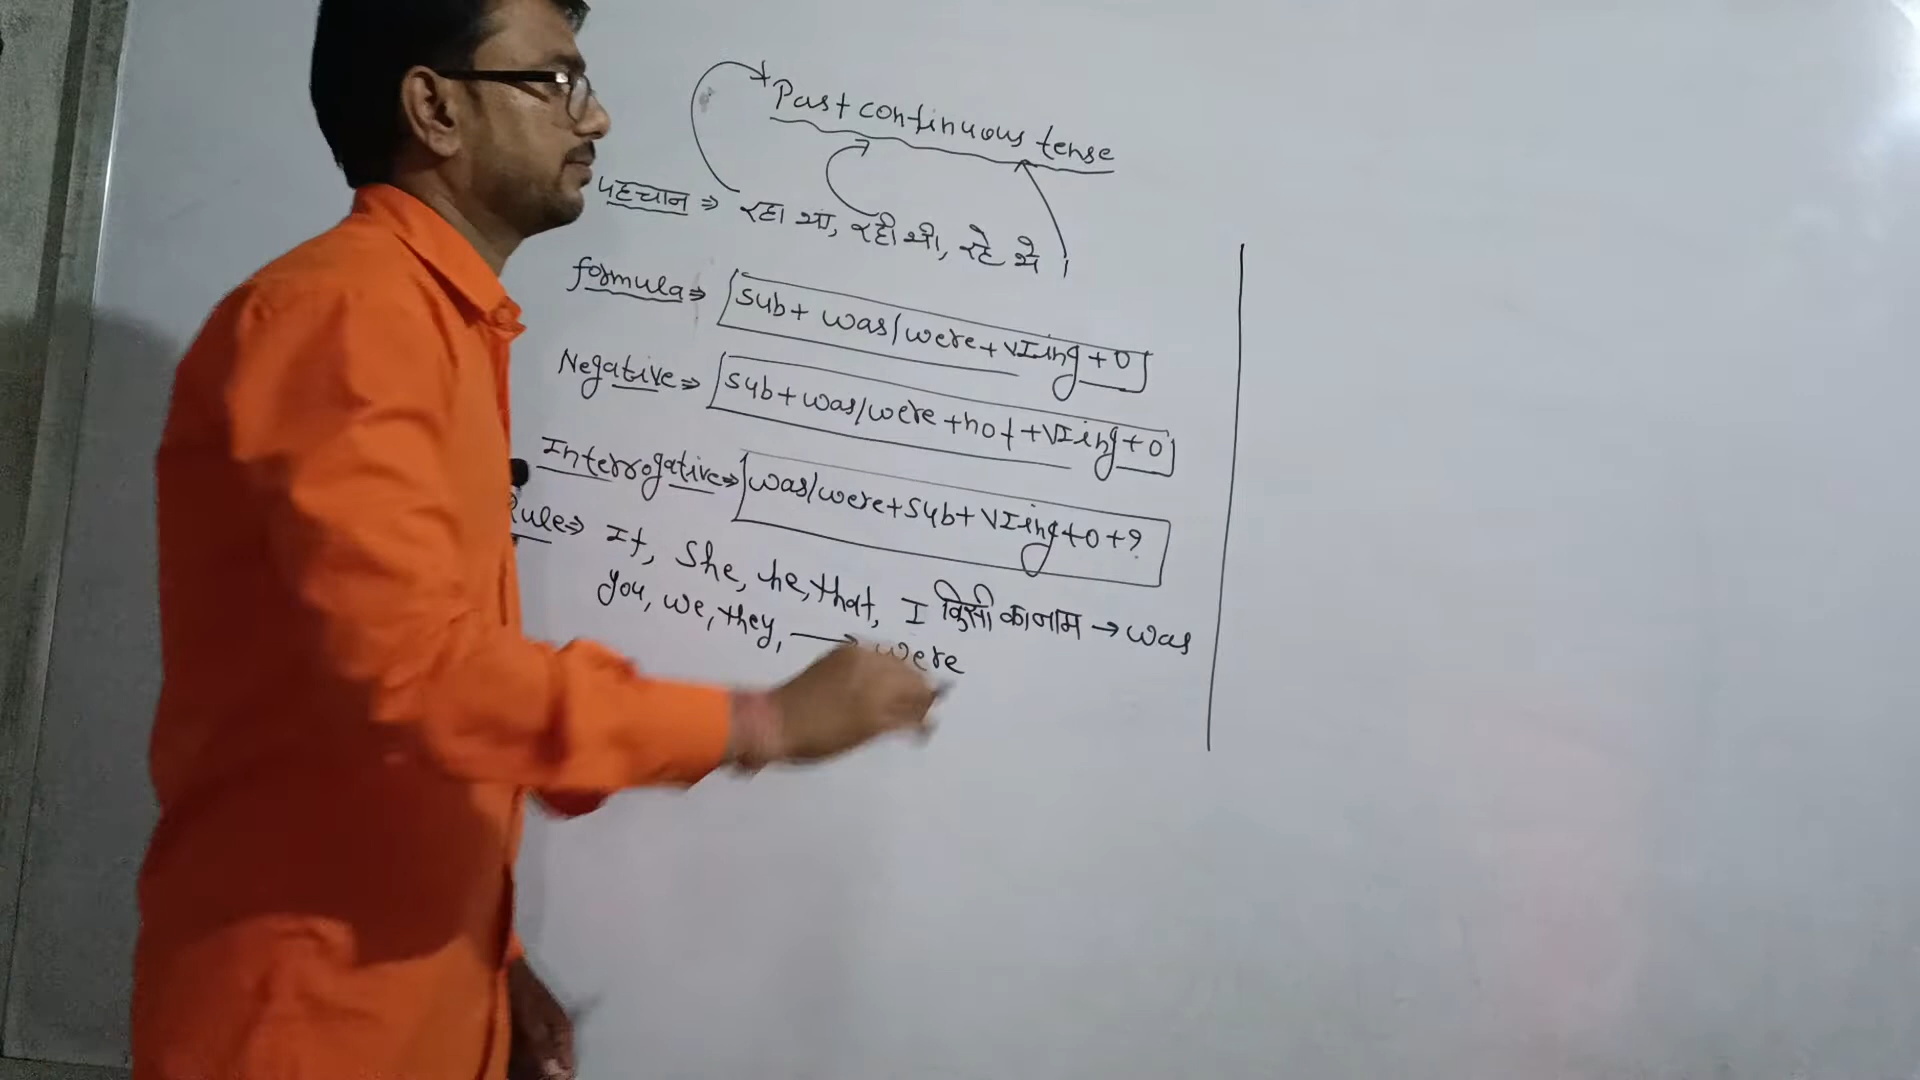 Past continuous tense
पहचान ⇒ रहा था, रही थी, रहे थे ।
formula ⇒ Sub + was/were + VIing + O
Negative ⇒ Sub + was/were + not + VIing + O
Interrogative ⇒ was/were + Sub + VIing + O + ?
Rule ⇒ It, She, he, that, I किसी का नाम → was
you, we, they, → were